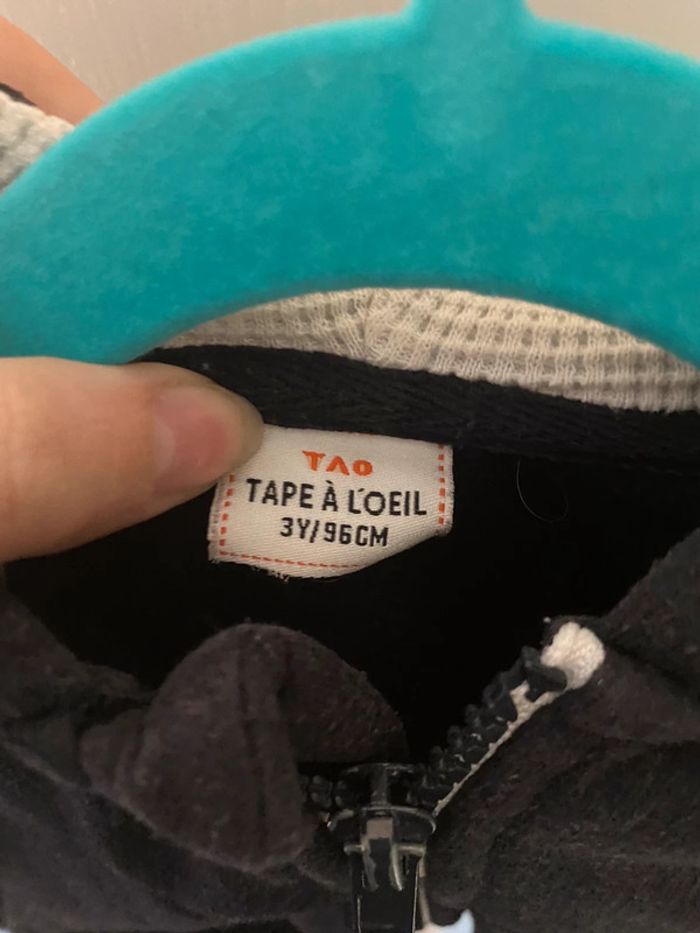 TAO
TAPE À L'OEIL
3Y/96CM